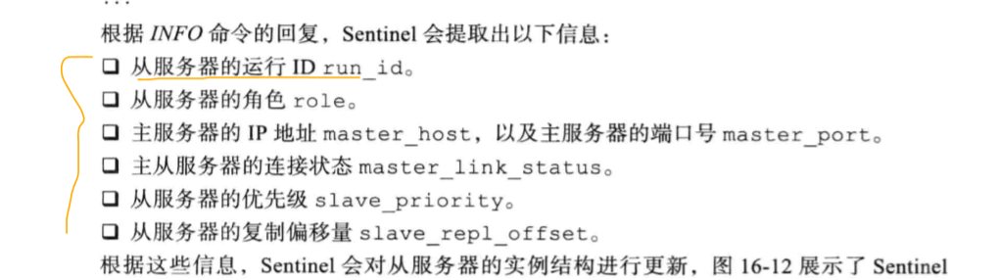 ...
根据 INFO 命令的回复，Sentinel 会提取出以下信息：
❑ 从服务器的运行 ID run_id。
❑ 从服务器的角色 role。
❑ 主服务器的 IP 地址 master_host，以及主服务器的端口号 master_port。
❑ 主从服务器的连接状态 master_link_status。
❑ 从服务器的优先级 slave_priority。
❑ 从服务器的复制偏移量 slave_repl_offset。
根据这些信息，Sentinel 会对从服务器的实例结构进行更新，图 16-12 展示了 Sentinel